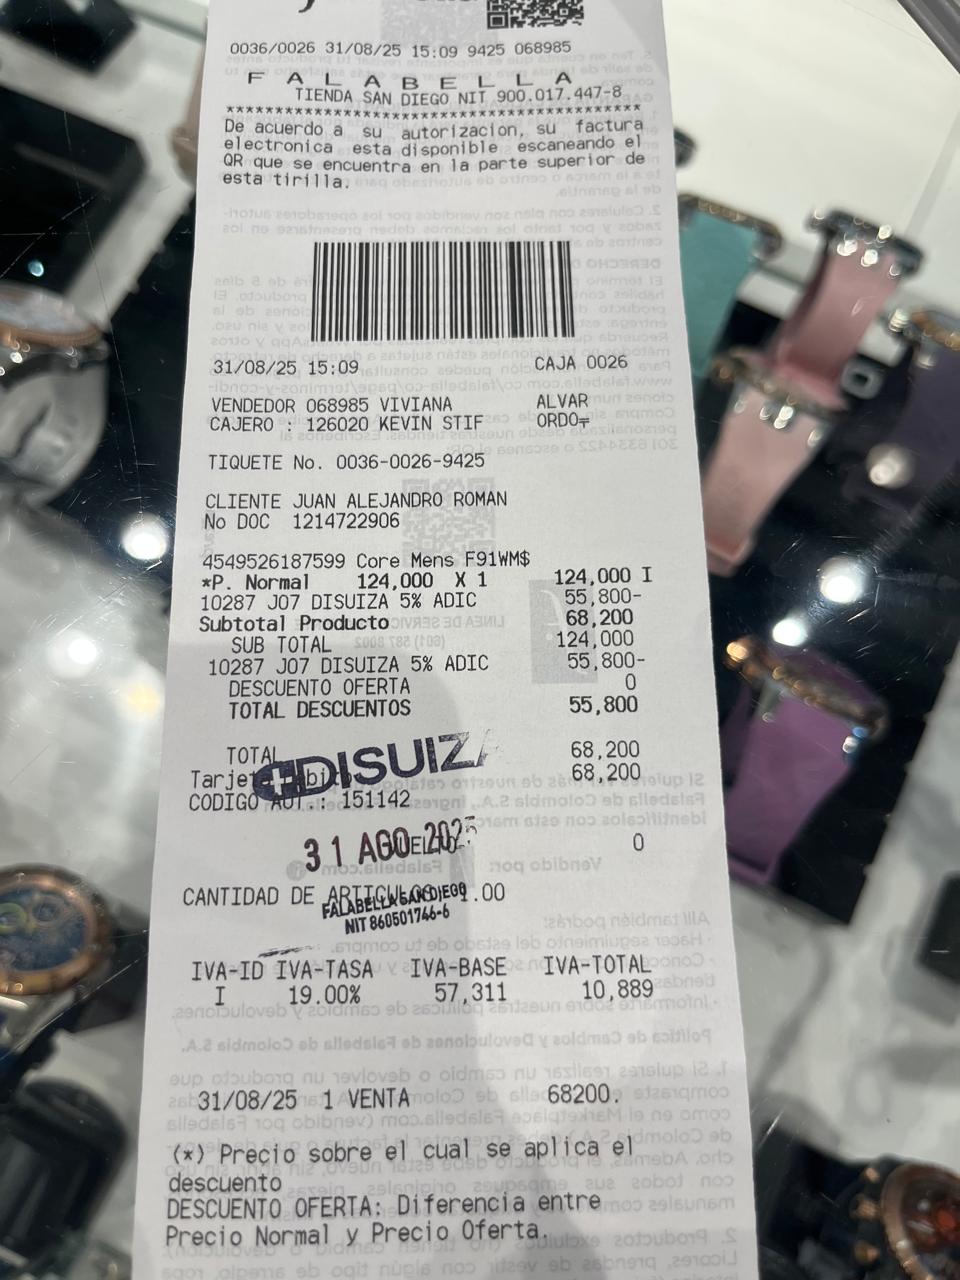 0036/0026 31/08/25 15:09 9425 068985
F A L A B E L L A
TIENDA SAN DIEGO NIT 900.017.447-8
****************************************************
De acuerdo a su autorizacion, su factura
electronica esta disponible escaneando el
QR que se encuentra en la parte superior de
esta tirilla.
31/08/25 15:09 CAJA 0026
VENDEDOR 068985 VIVIANA ALVAR
CAJERO : 126020 KEVIN STIF ORDO
TIQUETE No. 0036-0026-9425
CLIENTE JUAN ALEJANDRO ROMAN
No DOC 1214722906
4549526187599 Core Mens F91WM$
*P. Normal 124,000 X 1 124,000 I
10287 J07 DISUIZA 5% ADIC 55,800-
Subtotal Producto 68,200
SUB TOTAL 124,000
10287 J07 DISUIZA 5% ADIC 55,800-
DESCUENTO OFERTA 0
TOTAL DESCUENTOS 55,800
TOTAL 68,200
Tarjeta Debito 68,200
DISUIZA
CODIGO AUT.: 151142
31 AGO 2025
0
CANTIDAD DE ARTICULOS 1.00
FALABELLA SAN DIEGO
NIT 860501746-6
IVA-ID IVA-TASA IVA-BASE IVA-TOTAL
I 19.00% 57,311 10,889
31/08/25 1 VENTA 68200.
(*) Precio sobre el cual se aplica el
descuento
DESCUENTO OFERTA: Diferencia entre
Precio Normal y Precio Oferta.